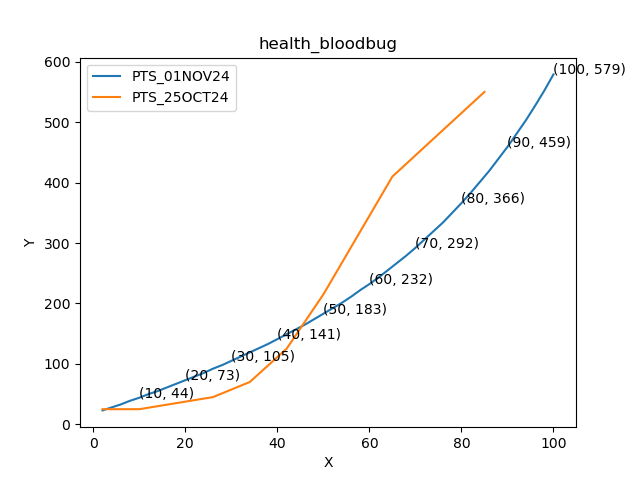 health_bloodbug
PTS_01NOV24
PTS_25OCT24
600
500
400
300
200
100
0
Y
(100, 579)
(90, 459)
(80, 366)
(70, 292)
(60, 232)
(50, 183)
(40, 141)
(30, 105)
(20, 73)
(10, 44)
0 20 40 60 80 100
X